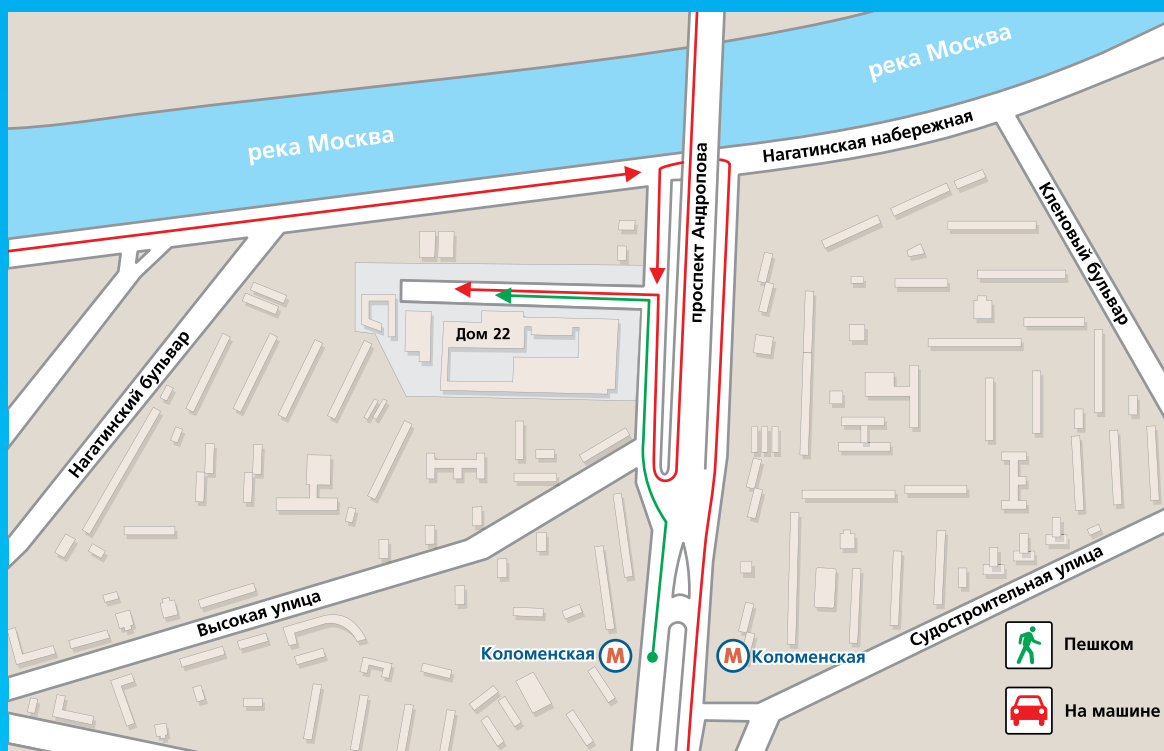 река Москва
река Москва
Нагатинская набережная
проспект Андропова
Кленовый бульвар
Дом 22
Нагатинский бульвар
Высокая улица
Судостроительная улица
Коломенская М
М Коломенская
Пешком
На машине